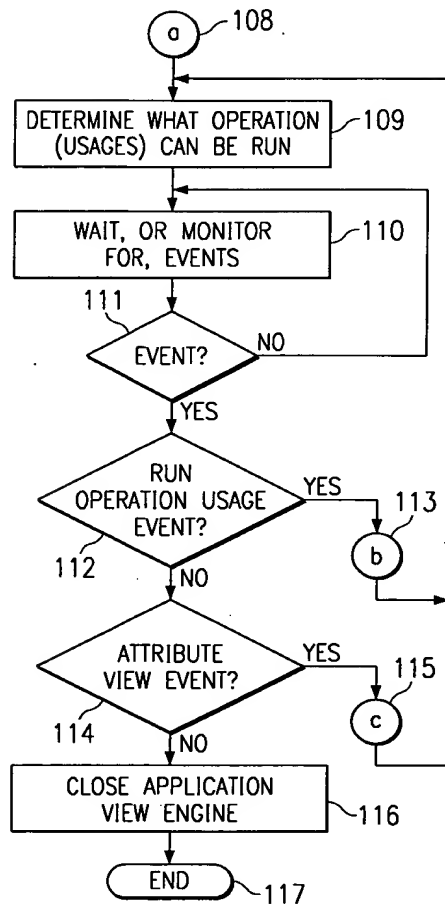 a
108
DETERMINE WHAT OPERATION
(USAGES) CAN BE RUN
109
WAIT, OR MONITOR
FOR, EVENTS
110
111
EVENT?
NO
YES
RUN
OPERATION USAGE
EVENT?
YES
113
b
112
NO
ATTRIBUTE
VIEW EVENT?
YES
115
c
114
NO
CLOSE APPLICATION
VIEW ENGINE
116
END
117